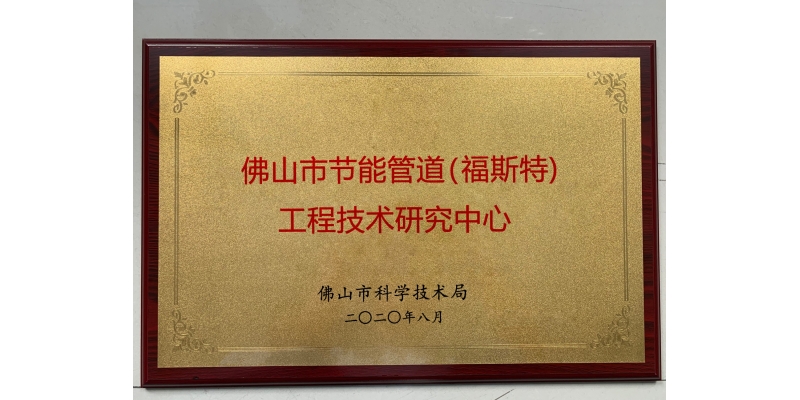 佛山市节能管道(福斯特)
工程技术研究中心
佛山市科学技术局
二〇二〇年八月